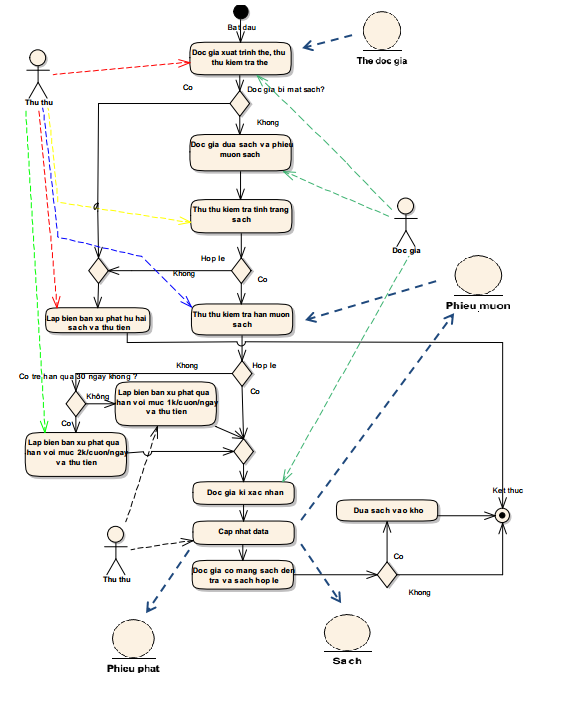 Bat dau
Doc gia xuat trinh the, thu
thu kiem tra the
The doc gia
Thu thu
Co
Doc gia bi mat sach?
Khong
Doc gia dua sach va phieu
muon sach
Thu thu kiem tra tinh trang
sach
Doc gia
Hop le
Khong
Co
Phieu muon
Lap bien ban xu phat hu hai
sach va thu tien
Thu thu kiem tra han muon
sach
Khong
Hop le
Co tre han qua 30 ngay khong ?
Co
Không
Lap bien ban xu phat qua
han voi muc 1k/cuon/ngay
va thu tien
Co
Lap bien ban xu phat qua
han voi muc 2k/cuon/ngay
va thu tien
Doc gia ki xac nhan
Ket thuc
Dua sach vao kho
Cap nhat data
Thu thu
Co
Doc gia co mang sach den
tra va sach hop le
Khong
Phieu phat
Sach